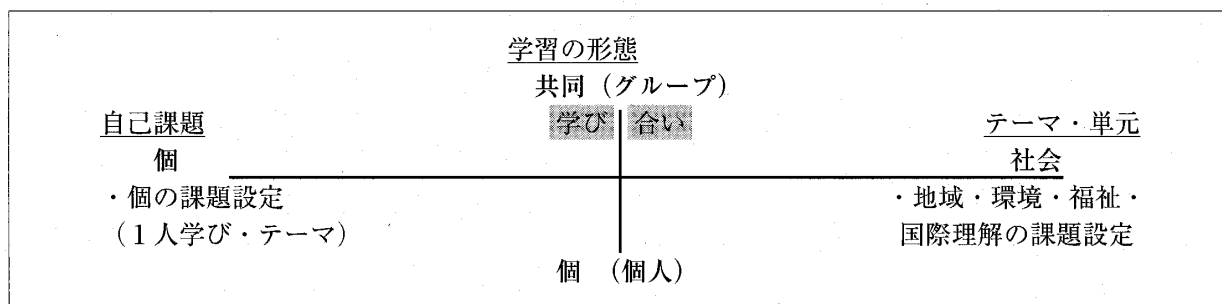 学習の形態
共同（グループ）
学び 合い
自己課題
個
・個の課題設定
（１人学び・テーマ）
テーマ・単元
社会
・地域・環境・福祉・
国際理解の課題設定
個　（個人）